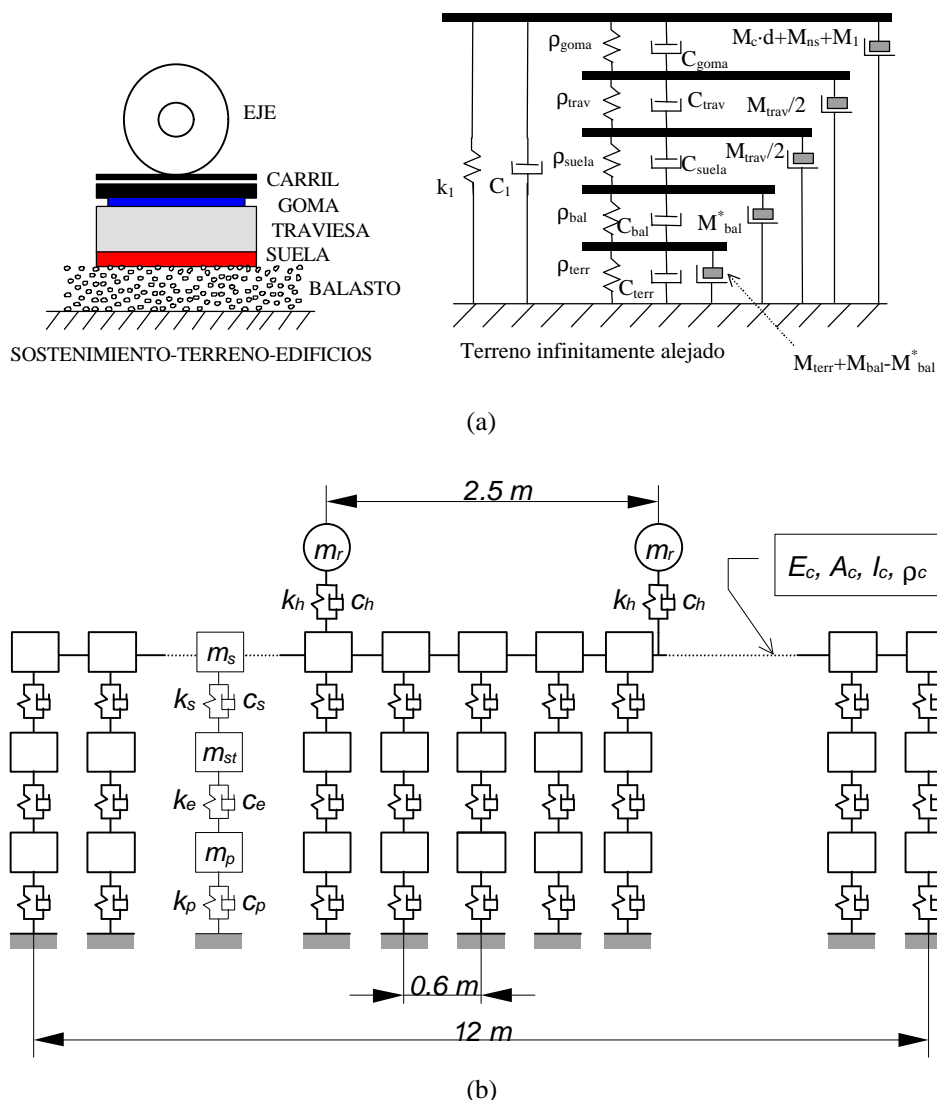 EJE
CARRIL
GOMA
TRAVIESA
SUELA
BALASTO
SOSTENIMIENTO-TERRENO-EDIFICIOS
ρgoma
Cgoma
Mc·d+Mns+M1
ρtrav
Ctrav
Mtrav/2
ρsuela
Csuela
Mtrav/2
k1
C1
ρbal
Cbal
M*bal
ρterr
Cterr
Terreno infinitamente alejado
Mterr+Mbal-M*bal
(a)
2.5 m
mr
mr
kh
ch
kh
ch
Ec, Ac, Ic, ρc
ms
ks
cs
mst
ke
ce
mp
kp
cp
0.6 m
12 m
(b)